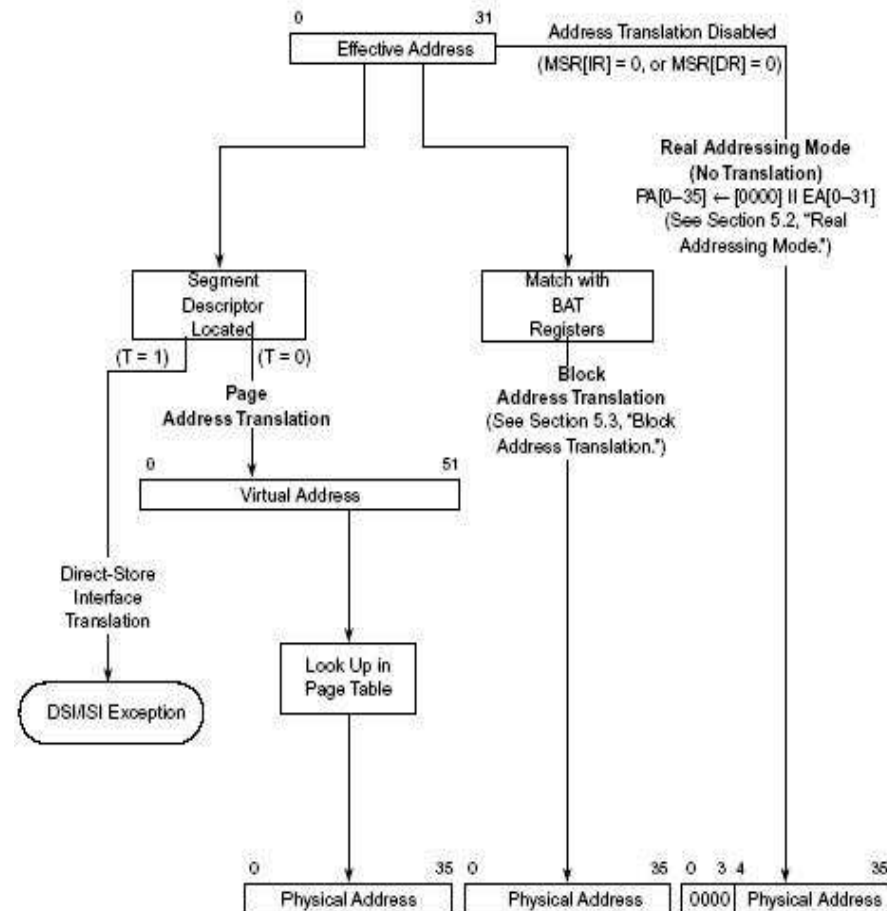 0 31
Effective Address
Address Translation Disabled
(MSR[IR] = 0, or MSR[DR] = 0)
Real Addressing Mode
(No Translation)
PA[0–35] ← [0000] II EA[0–31]
(See Section 5.2, "Real
Addressing Mode.")
Segment
Descriptor
Located
Match with
BAT
Registers
(T = 1)
(T = 0)
Page
Address Translation
Block
Address Translation
(See Section 5.3, "Block
Address Translation.")
0 51
Virtual Address
Direct-Store
Interface
Translation
Look Up in
Page Table
DSI/ISI Exception
0 35
Physical Address
0 35
Physical Address
0 3 4 35
0000 Physical Address